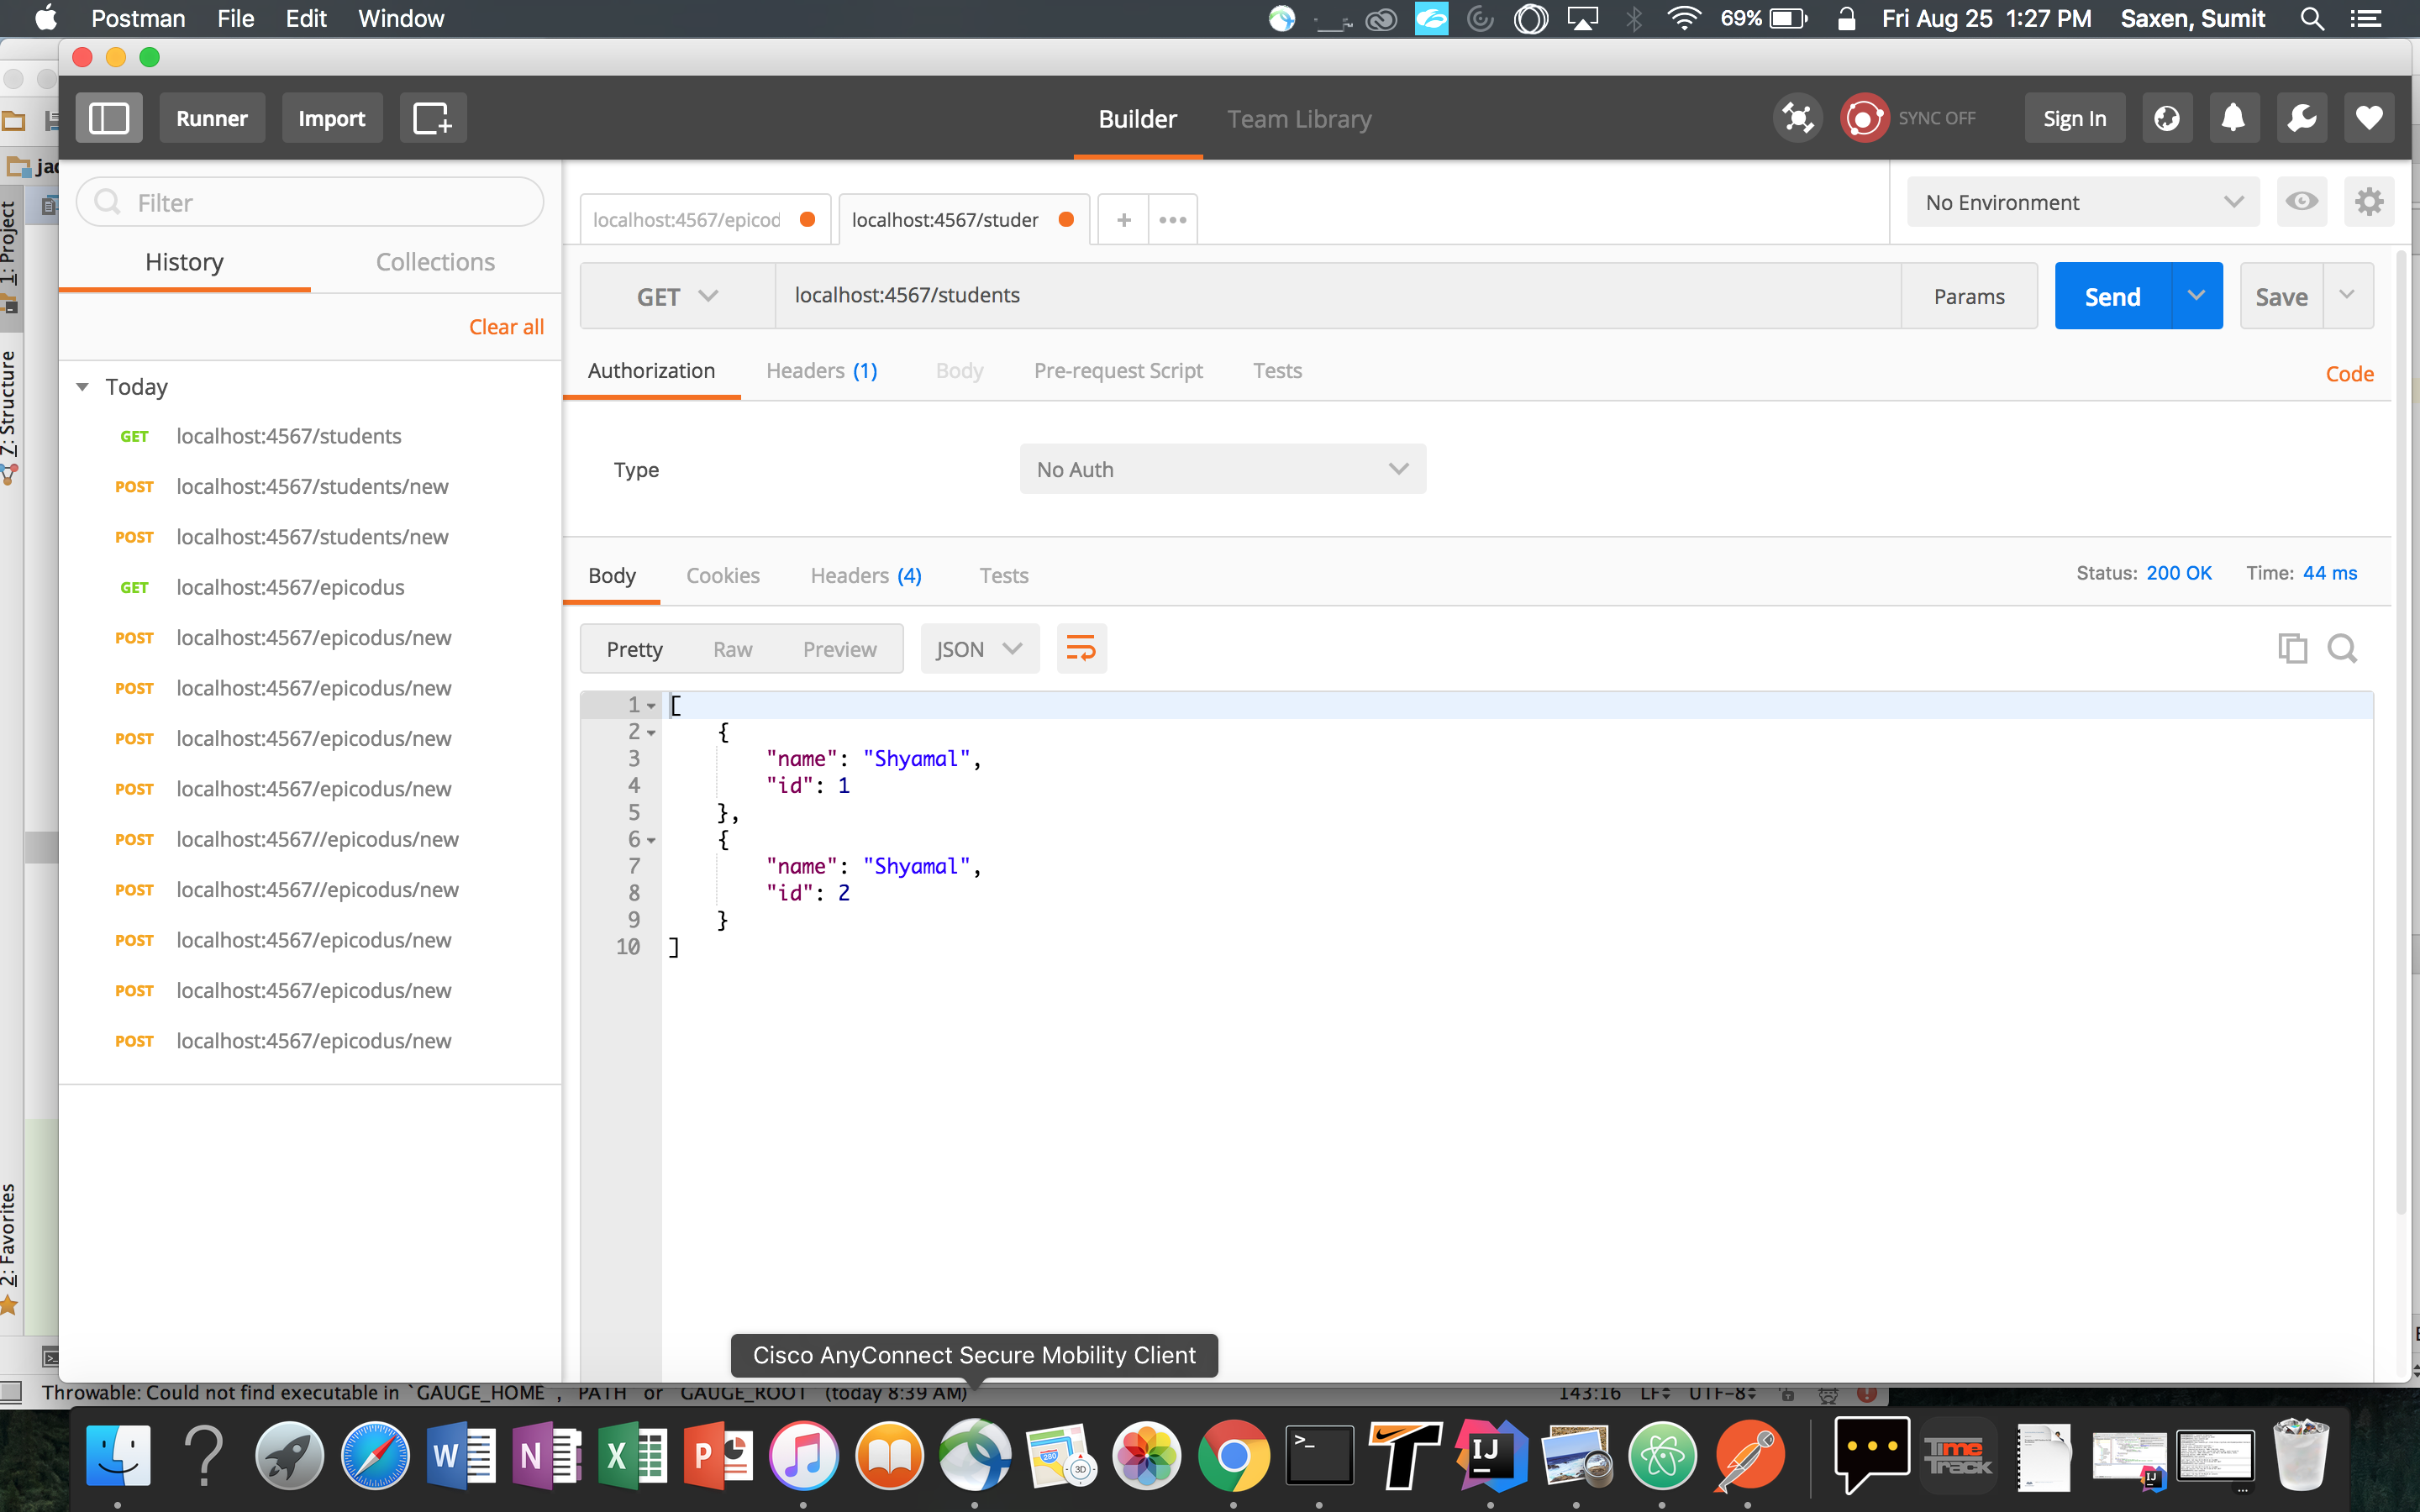 Postman File Edit Window
69% Fri Aug 25 1:27 PM Saxen, Sumit
Runner Import
Builder Team Library
SYNC OFF Sign In
Filter
History Collections
Clear all
Today
GET localhost:4567/students
POST localhost:4567/students/new
POST localhost:4567/students/new
GET localhost:4567/epicodus
POST localhost:4567/epicodus/new
POST localhost:4567/epicodus/new
POST localhost:4567/epicodus/new
POST localhost:4567/epicodus/new
POST localhost:4567//epicodus/new
POST localhost:4567//epicodus/new
POST localhost:4567/epicodus/new
POST localhost:4567/epicodus/new
POST localhost:4567/epicodus/new
localhost:4567/epicod localhost:4567/studer + •••
No Environment
GET localhost:4567/students Params Send Save
Authorization Headers (1) Body Pre-request Script Tests Code
Type No Auth
Body Cookies Headers (4) Tests Status: 200 OK Time: 44 ms
Pretty Raw Preview JSON
1 [
2 {
3 "name": "Shyamal",
4 "id": 1
5 },
6 {
7 "name": "Shyamal",
8 "id": 2
9 }
10 ]
1: Project
7: Structure
2: Favorites
Cisco AnyConnect Secure Mobility Client
Throwable: Could not find executable in `GAUGE_HOME`, `PATH` or `GAUGE_ROOT` (today 8:39 AM)
143:16 LF UTF-8
W N X P
>_
IJ
Time Track